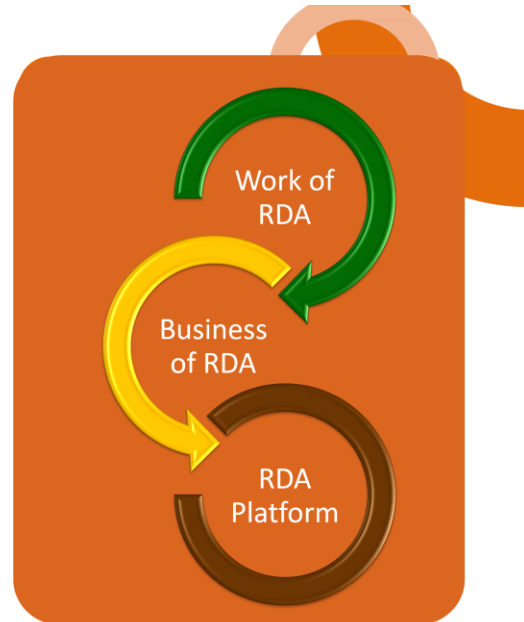 Work of
RDA
Business
of RDA
RDA
Platform